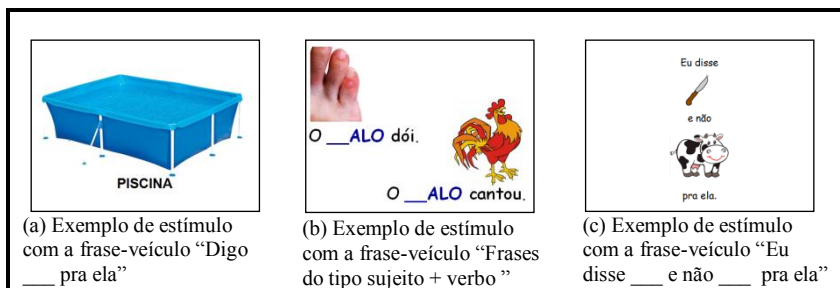 PISCINA
(a) Exemplo de estímulo
com a frase-veículo “Digo
___ pra ela”
O __ALO dói.
O __ALO cantou.
(b) Exemplo de estímulo
com a frase-veículo “Frases
do tipo sujeito + verbo ”
Eu disse
e não
pra ela.
(c) Exemplo de estímulo
com a frase-veículo “Eu
disse ___ e não ___ pra ela”